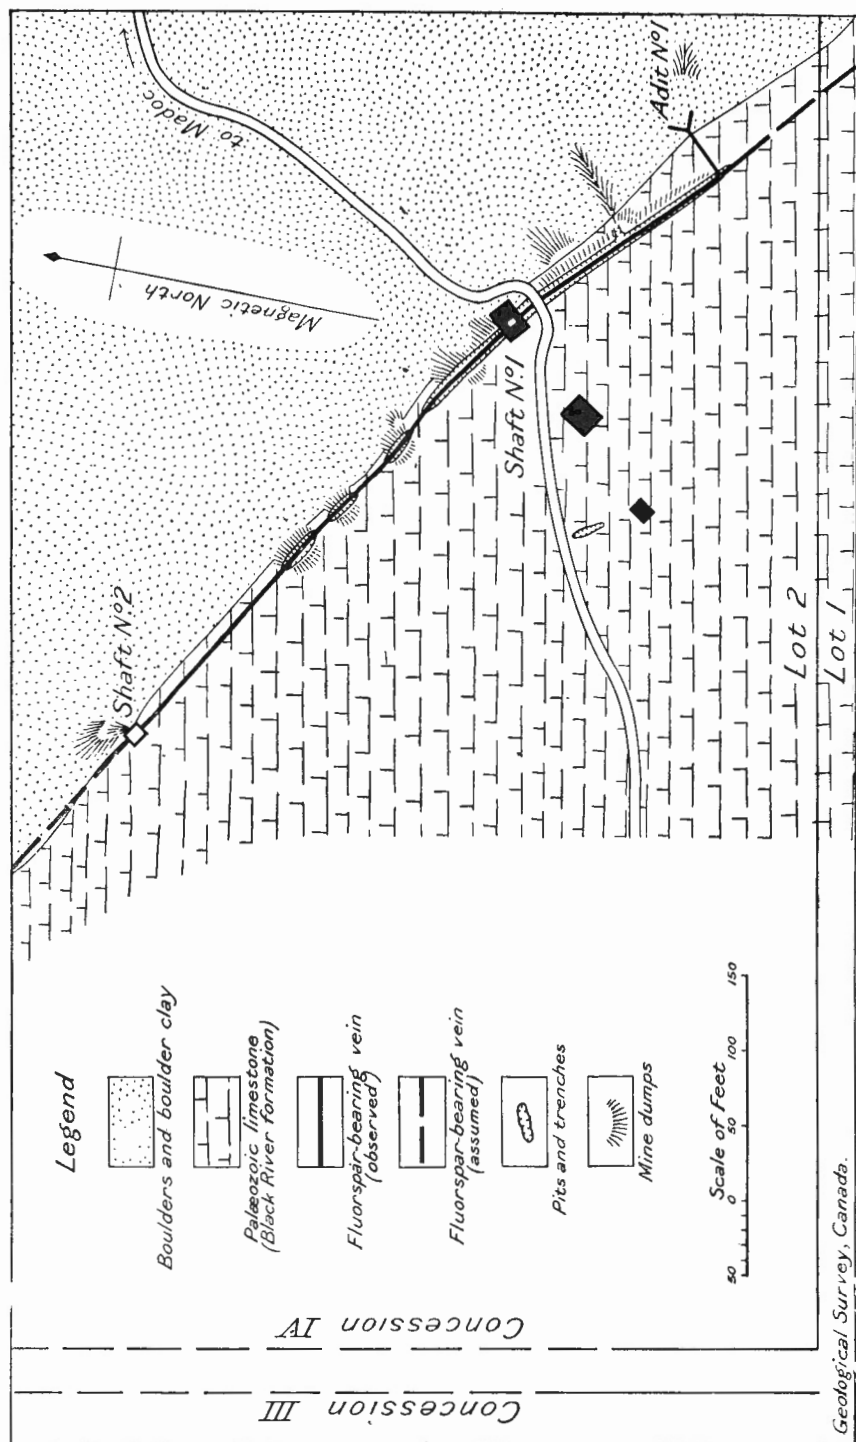 to Madoc
Magnetic North
Adit Nº1
Shaft Nº1
Shaft Nº2
Lot 2
Lot 1
Legend
Boulders and boulder clay
Palæozoic limestone
(Black River formation)
Fluorspar-bearing vein
(observed)
Fluorspar-bearing vein
(assumed)
Pits and trenches
Mine dumps
Scale of Feet
50 0 50 100 150
Concession IV
Concession III
Geological Survey, Canada.